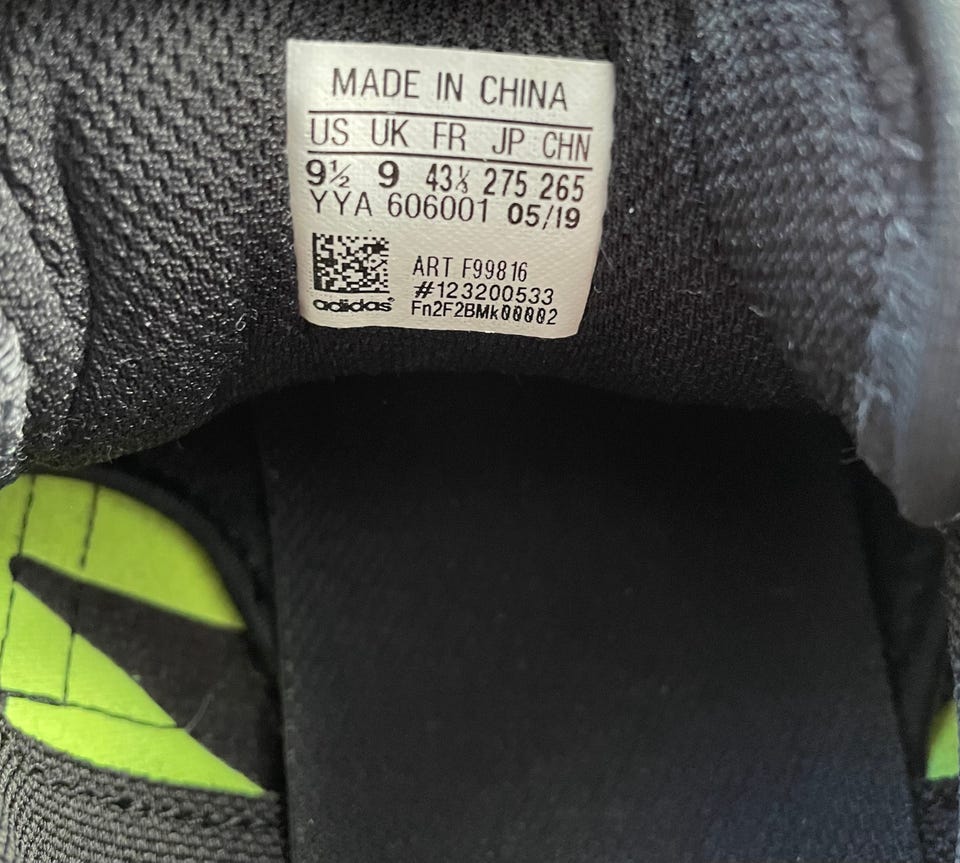 MADE IN CHINA
US UK FR JP CHN
9½ 9 43⅓ 275 265
YYA 606001 05/19
ART F99816
#123200533
adidas® Fn2F2BMk00002